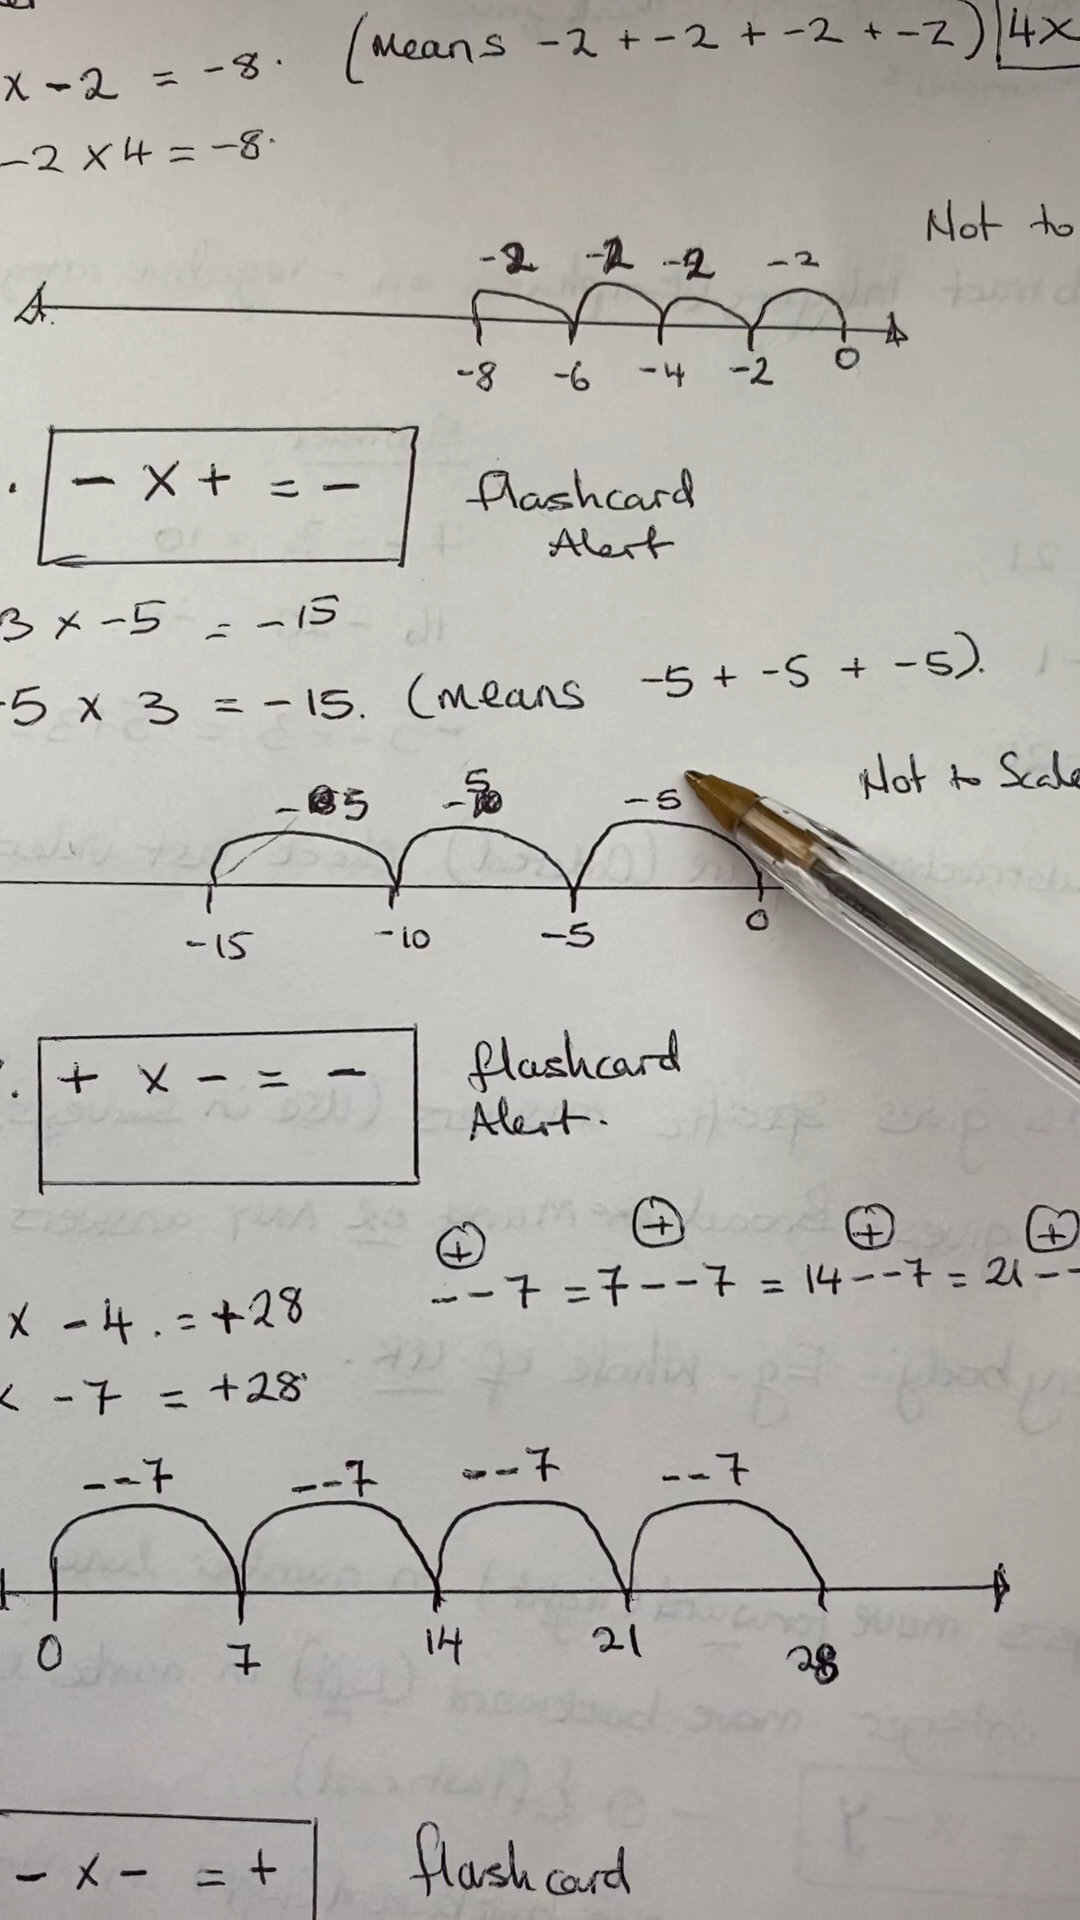 x -2 = -8. (means -2 + -2 + -2 + -2) 4x
-2 x 4 = -8.
Not to
-2 -2 -2 -2
-8 -6 -4 -2 0
. - x + = - flashcard
Alert
3 x -5 = -15
-5 x 3 = -15. (means -5 + -5 + -5).
Not to Scale
-5 -5 -5
-15 -10 -5 0
. + x - = - flashcard
Alert.
+ + + +
--7 = 7--7 = 14--7 = 21--
x -4. = +28
x -7 = +28
--7 --7 --7 --7
0 7 14 21 28
- x - = + flashcard